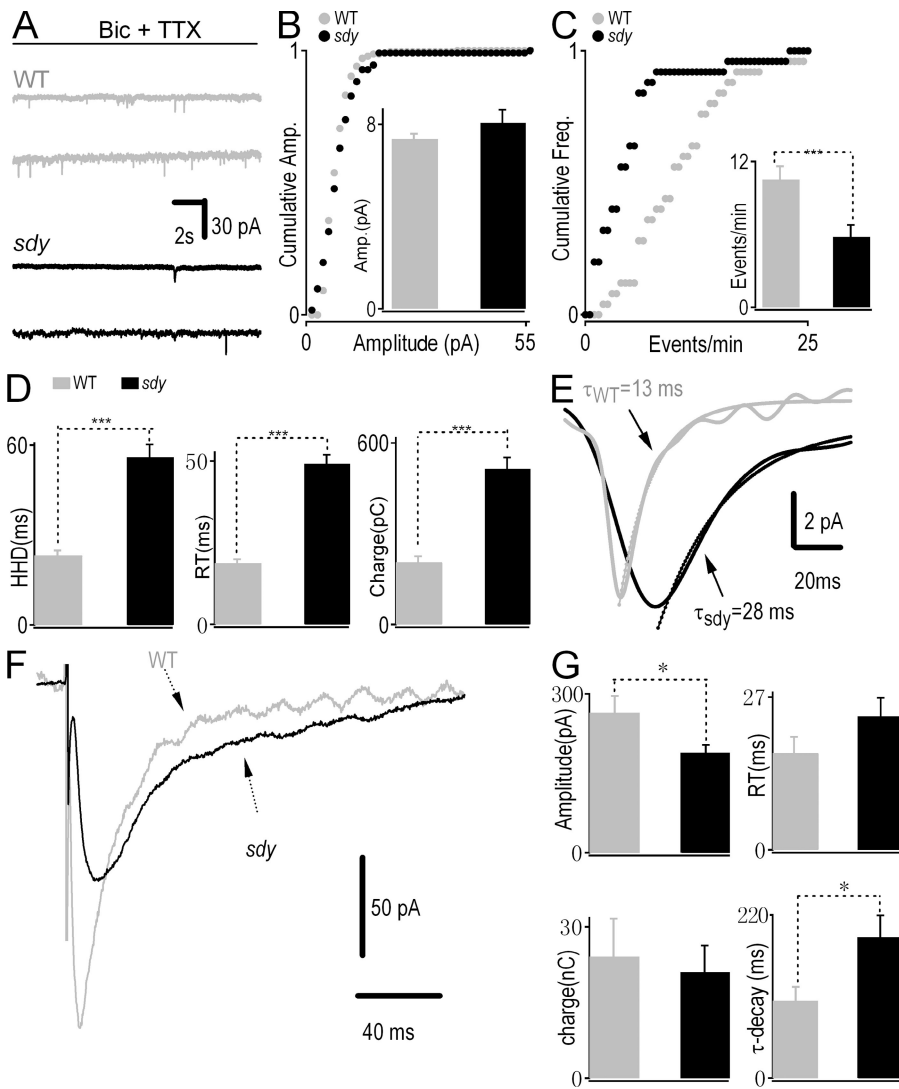 A
Bic + TTX
WT
30 pA
2s
sdy
B
WT
sdy
1
Cumulative Amp.
0
0
Amplitude (pA)
55
8
Amp.(pA)
0
C
WT
sdy
1
Cumulative Freq.
0
0
Events/min
25
12
***
Events/min
0
D
WT
sdy
***
60
HHD(ms)
0
***
50
RT(ms)
0
***
600
Charge(pC)
0
E
τWT=13 ms
2 pA
20ms
τsdy=28 ms
F
WT
sdy
50 pA
40 ms
G
*
300
Amplitude(pA)
0
27
RT(ms)
0
30
charge(nC)
0
*
220
τ-decay (ms)
0